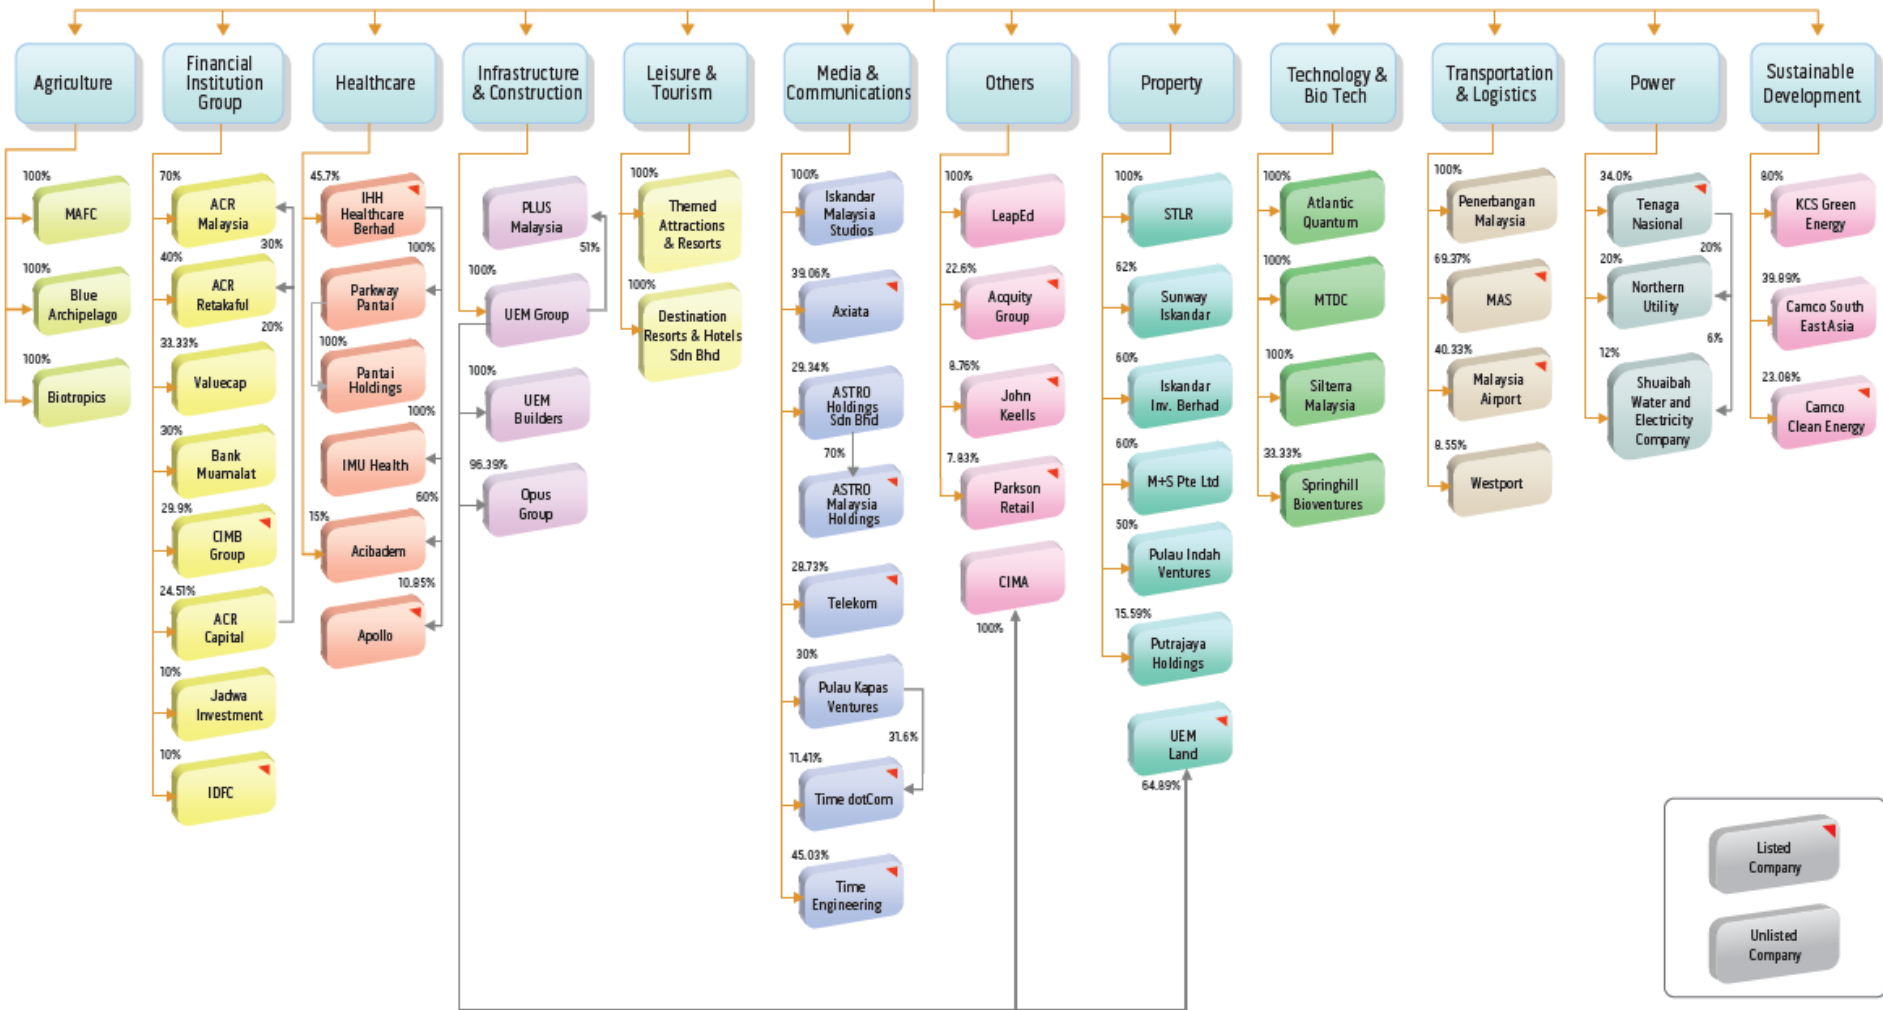 Agriculture
Financial
Institution
Group
Healthcare
Infrastructure
& Construction
Leisure &
Tourism
Media &
Communications
Others
Property
Technology &
Bio Tech
Transportation
& Logistics
Power
Sustainable
Development
100%
MAFC
100%
Blue
Archipelago
100%
Biotropics
70%
ACR
Malaysia
30%
40%
ACR
Retakaful
20%
33.33%
Valuecap
30%
Bank
Muamalat
29.9%
CIMB
Group
24.51%
ACR
Capital
10%
Jadwa
Investment
10%
IDFC
45.7%
IHH
Healthcare
Berhad
100%
Parkway
Pantai
100%
Pantai
Holdings
100%
IMU Health
60%
15%
Acibadem
10.85%
Apollo
PLUS
Malaysia
51%
100%
UEM Group
100%
UEM
Builders
96.39%
Opus
Group
100%
Themed
Attractions
& Resorts
100%
Destination
Resorts & Hotels
Sdn Bhd
100%
Iskandar
Malaysia
Studios
39.06%
Axiata
29.34%
ASTRO
Holdings
Sdn Bhd
70%
ASTRO
Malaysia
Holdings
28.73%
Telekom
30%
Pulau Kapas
Ventures
31.6%
11.41%
Time dotCom
45.03%
Time
Engineering
100%
LeapEd
22.6%
Acquity
Group
8.76%
John
Keells
7.83%
Parkson
Retail
CIMA
100%
100%
STLR
62%
Sunway
Iskandar
60%
Iskandar
Inv. Berhad
60%
M+S Pte Ltd
50%
Pulau Indah
Ventures
15.59%
Putrajaya
Holdings
UEM
Land
64.89%
100%
Atlantic
Quantum
100%
MTDC
100%
Silterra
Malaysia
33.33%
Springhill
Bioventures
100%
Penerbangan
Malaysia
69.37%
MAS
40.33%
Malaysia
Airport
8.55%
Westport
34.0%
Tenaga
Nasional
20%
20%
Northern
Utility
6%
12%
Shuaibah
Water and
Electricity
Company
80%
KCS Green
Energy
39.89%
Camco South
East Asia
23.08%
Camco
Clean Energy
Listed
Company
Unlisted
Company